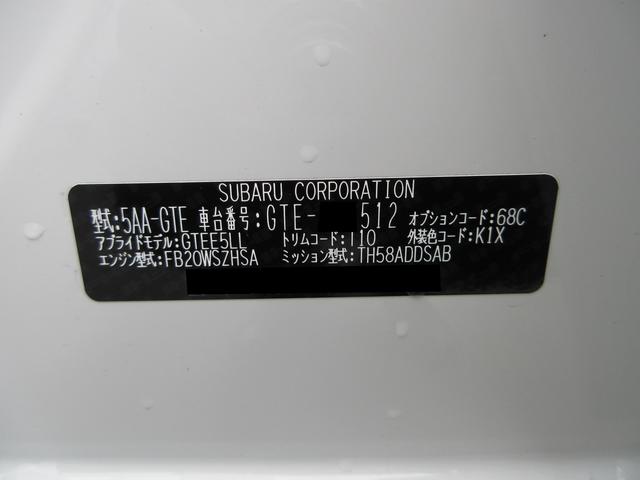 SUBARU CORPORATION
型式:5AA-GTE 車台番号:GTE- 512 オプションコード:68C
アプライドモデル:GTEE5LL トリムコード:I10 外装色コード:K1X
エンジン型式:FB20WSZHSA ミッション型式:TH58ADDSAB